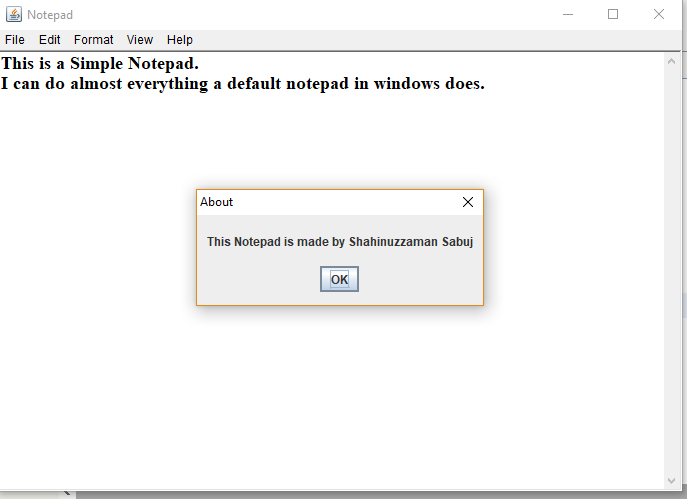 Notepad
File Edit Format View Help
This is a Simple Notepad.
I can do almost everything a default notepad in windows does.
About
This Notepad is made by Shahinuzzaman Sabuj
OK